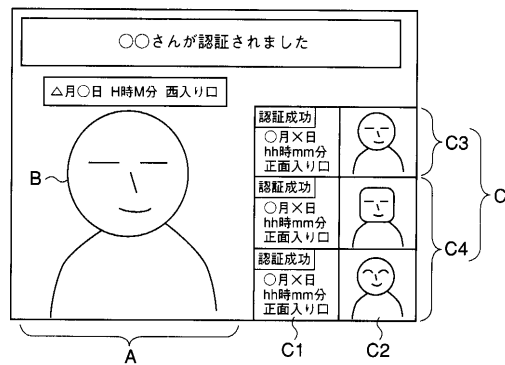 ○○さんが認証されました
△月○日 H時M分 西入り口
B
認証成功
○月×日
hh時mm分
正面入り口
C3
認証成功
○月×日
hh時mm分
正面入り口
C
C4
認証成功
○月×日
hh時mm分
正面入り口
A
C1
C2